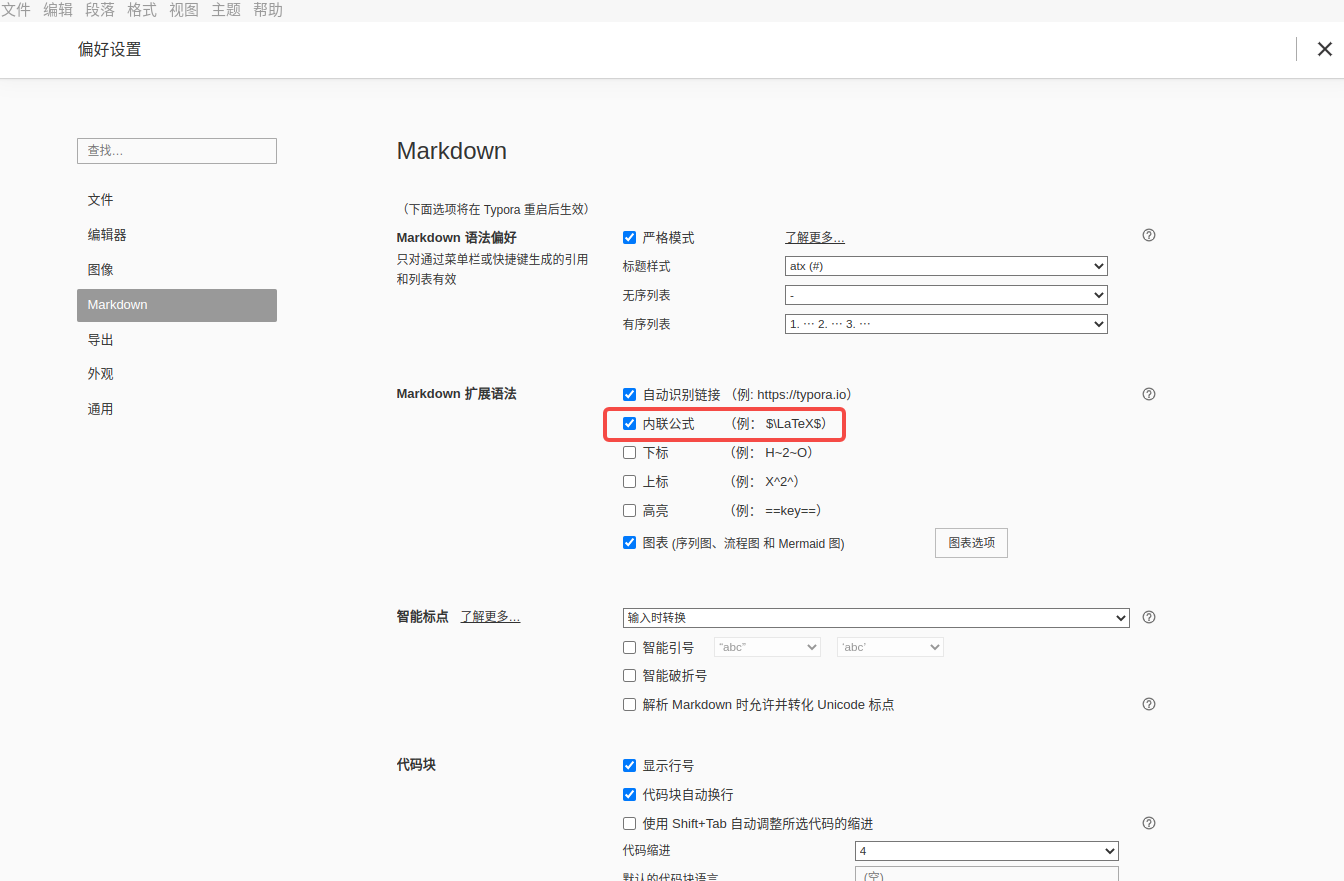 文件 编辑 段落 格式 视图 主题 帮助
偏好设置
查找…
文件
编辑器
图像
Markdown
导出
外观
通用
Markdown
（下面选项将在 Typora 重启后生效）
Markdown 语法偏好
只对通过菜单栏或快捷键生成的引用
和列表有效
严格模式 了解更多…
标题样式 atx (#)
无序列表 -
有序列表 1. ⋯ 2. ⋯ 3. ⋯
Markdown 扩展语法
自动识别链接 （例: https://typora.io）
内联公式 （例： $\LaTeX$）
下标 （例： H~2~O）
上标 （例： X^2^）
高亮 （例： ==key==）
图表 (序列图、流程图 和 Mermaid 图) 图表选项
智能标点 了解更多… 输入时转换
智能引号 “abc” ‘abc’
智能破折号
解析 Markdown 时允许并转化 Unicode 标点
代码块
显示行号
代码块自动换行
使用 Shift+Tab 自动调整所选代码的缩进
代码缩进 4
默认的代码块语言 (空)